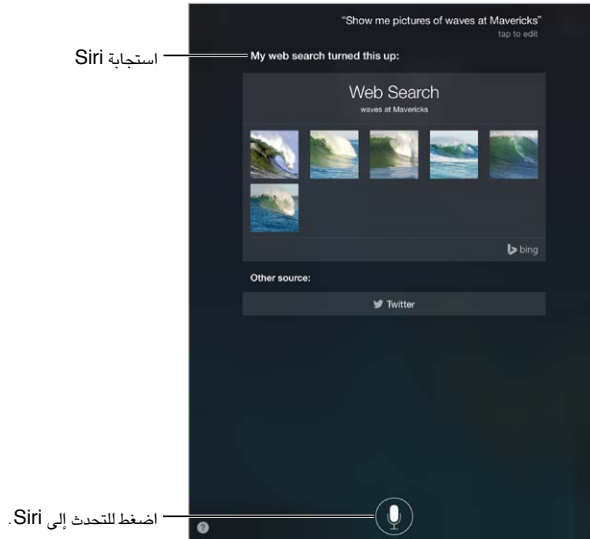 “Show me pictures of waves at Mavericks”
tap to edit
استجابة Siri
My web search turned this up:
Web Search
waves at Mavericks
bing
Other source:
Twitter
اضغط للتحدث إلى Siri.
?